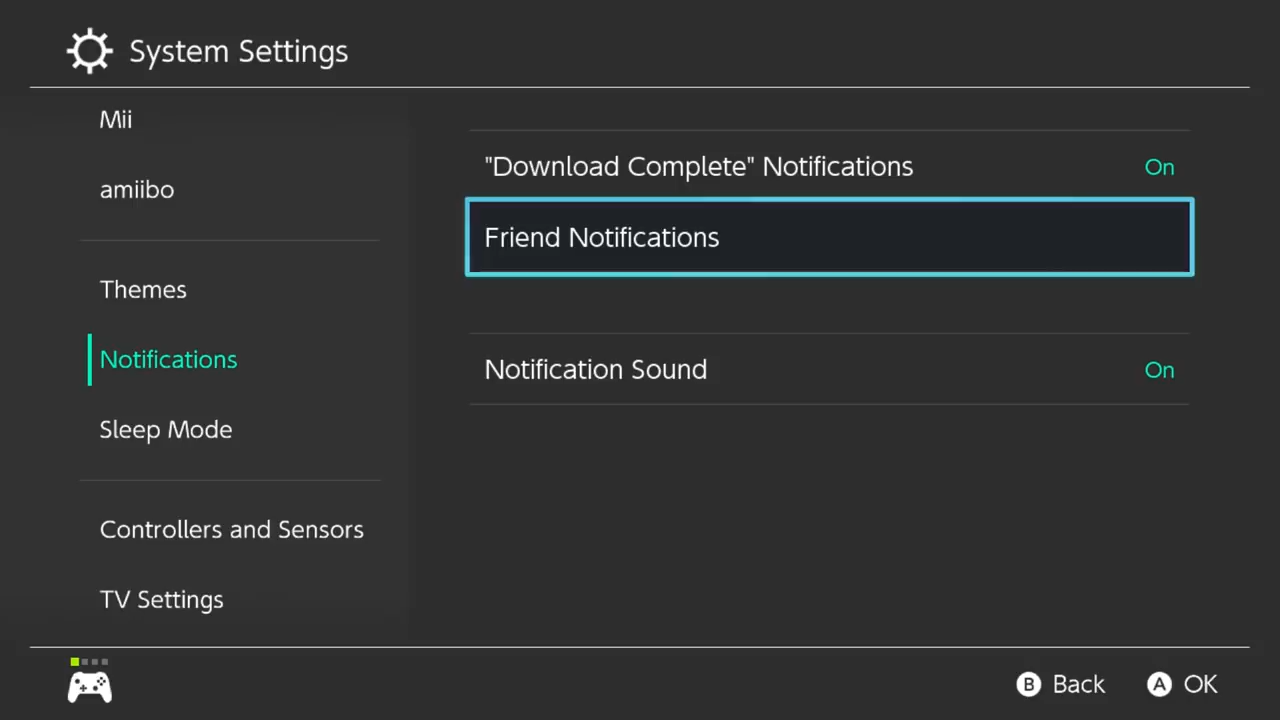 System Settings
Mii
amiibo
Themes
Notifications
Sleep Mode
Controllers and Sensors
TV Settings
"Download Complete" Notifications On
Friend Notifications
Notification Sound On
B Back A OK